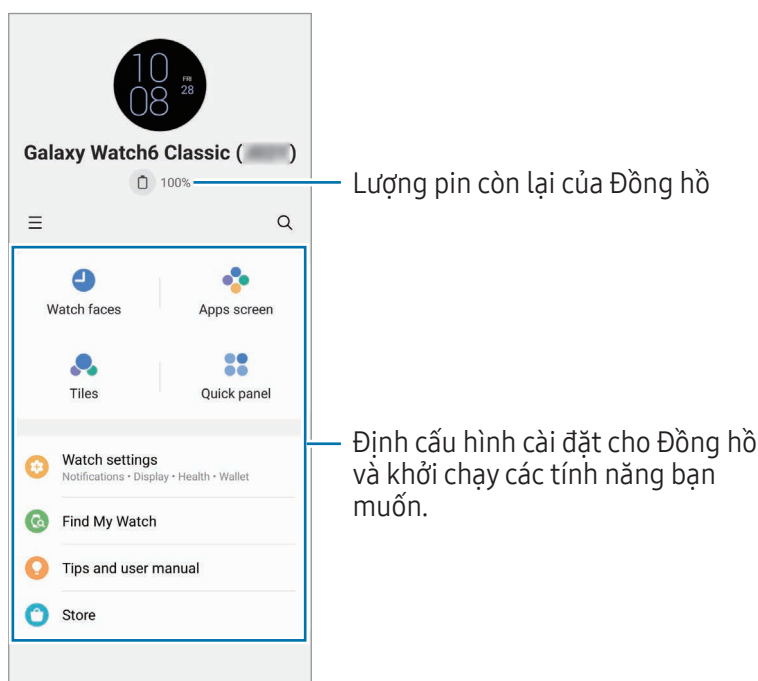 10
08
FRI
28
Galaxy Watch6 Classic ( )
100%
Lượng pin còn lại của Đồng hồ
Watch faces
Apps screen
Tiles
Quick panel
Watch settings
Notifications • Display • Health • Wallet
Định cấu hình cài đặt cho Đồng hồ
và khởi chạy các tính năng bạn
muốn.
Find My Watch
Tips and user manual
Store